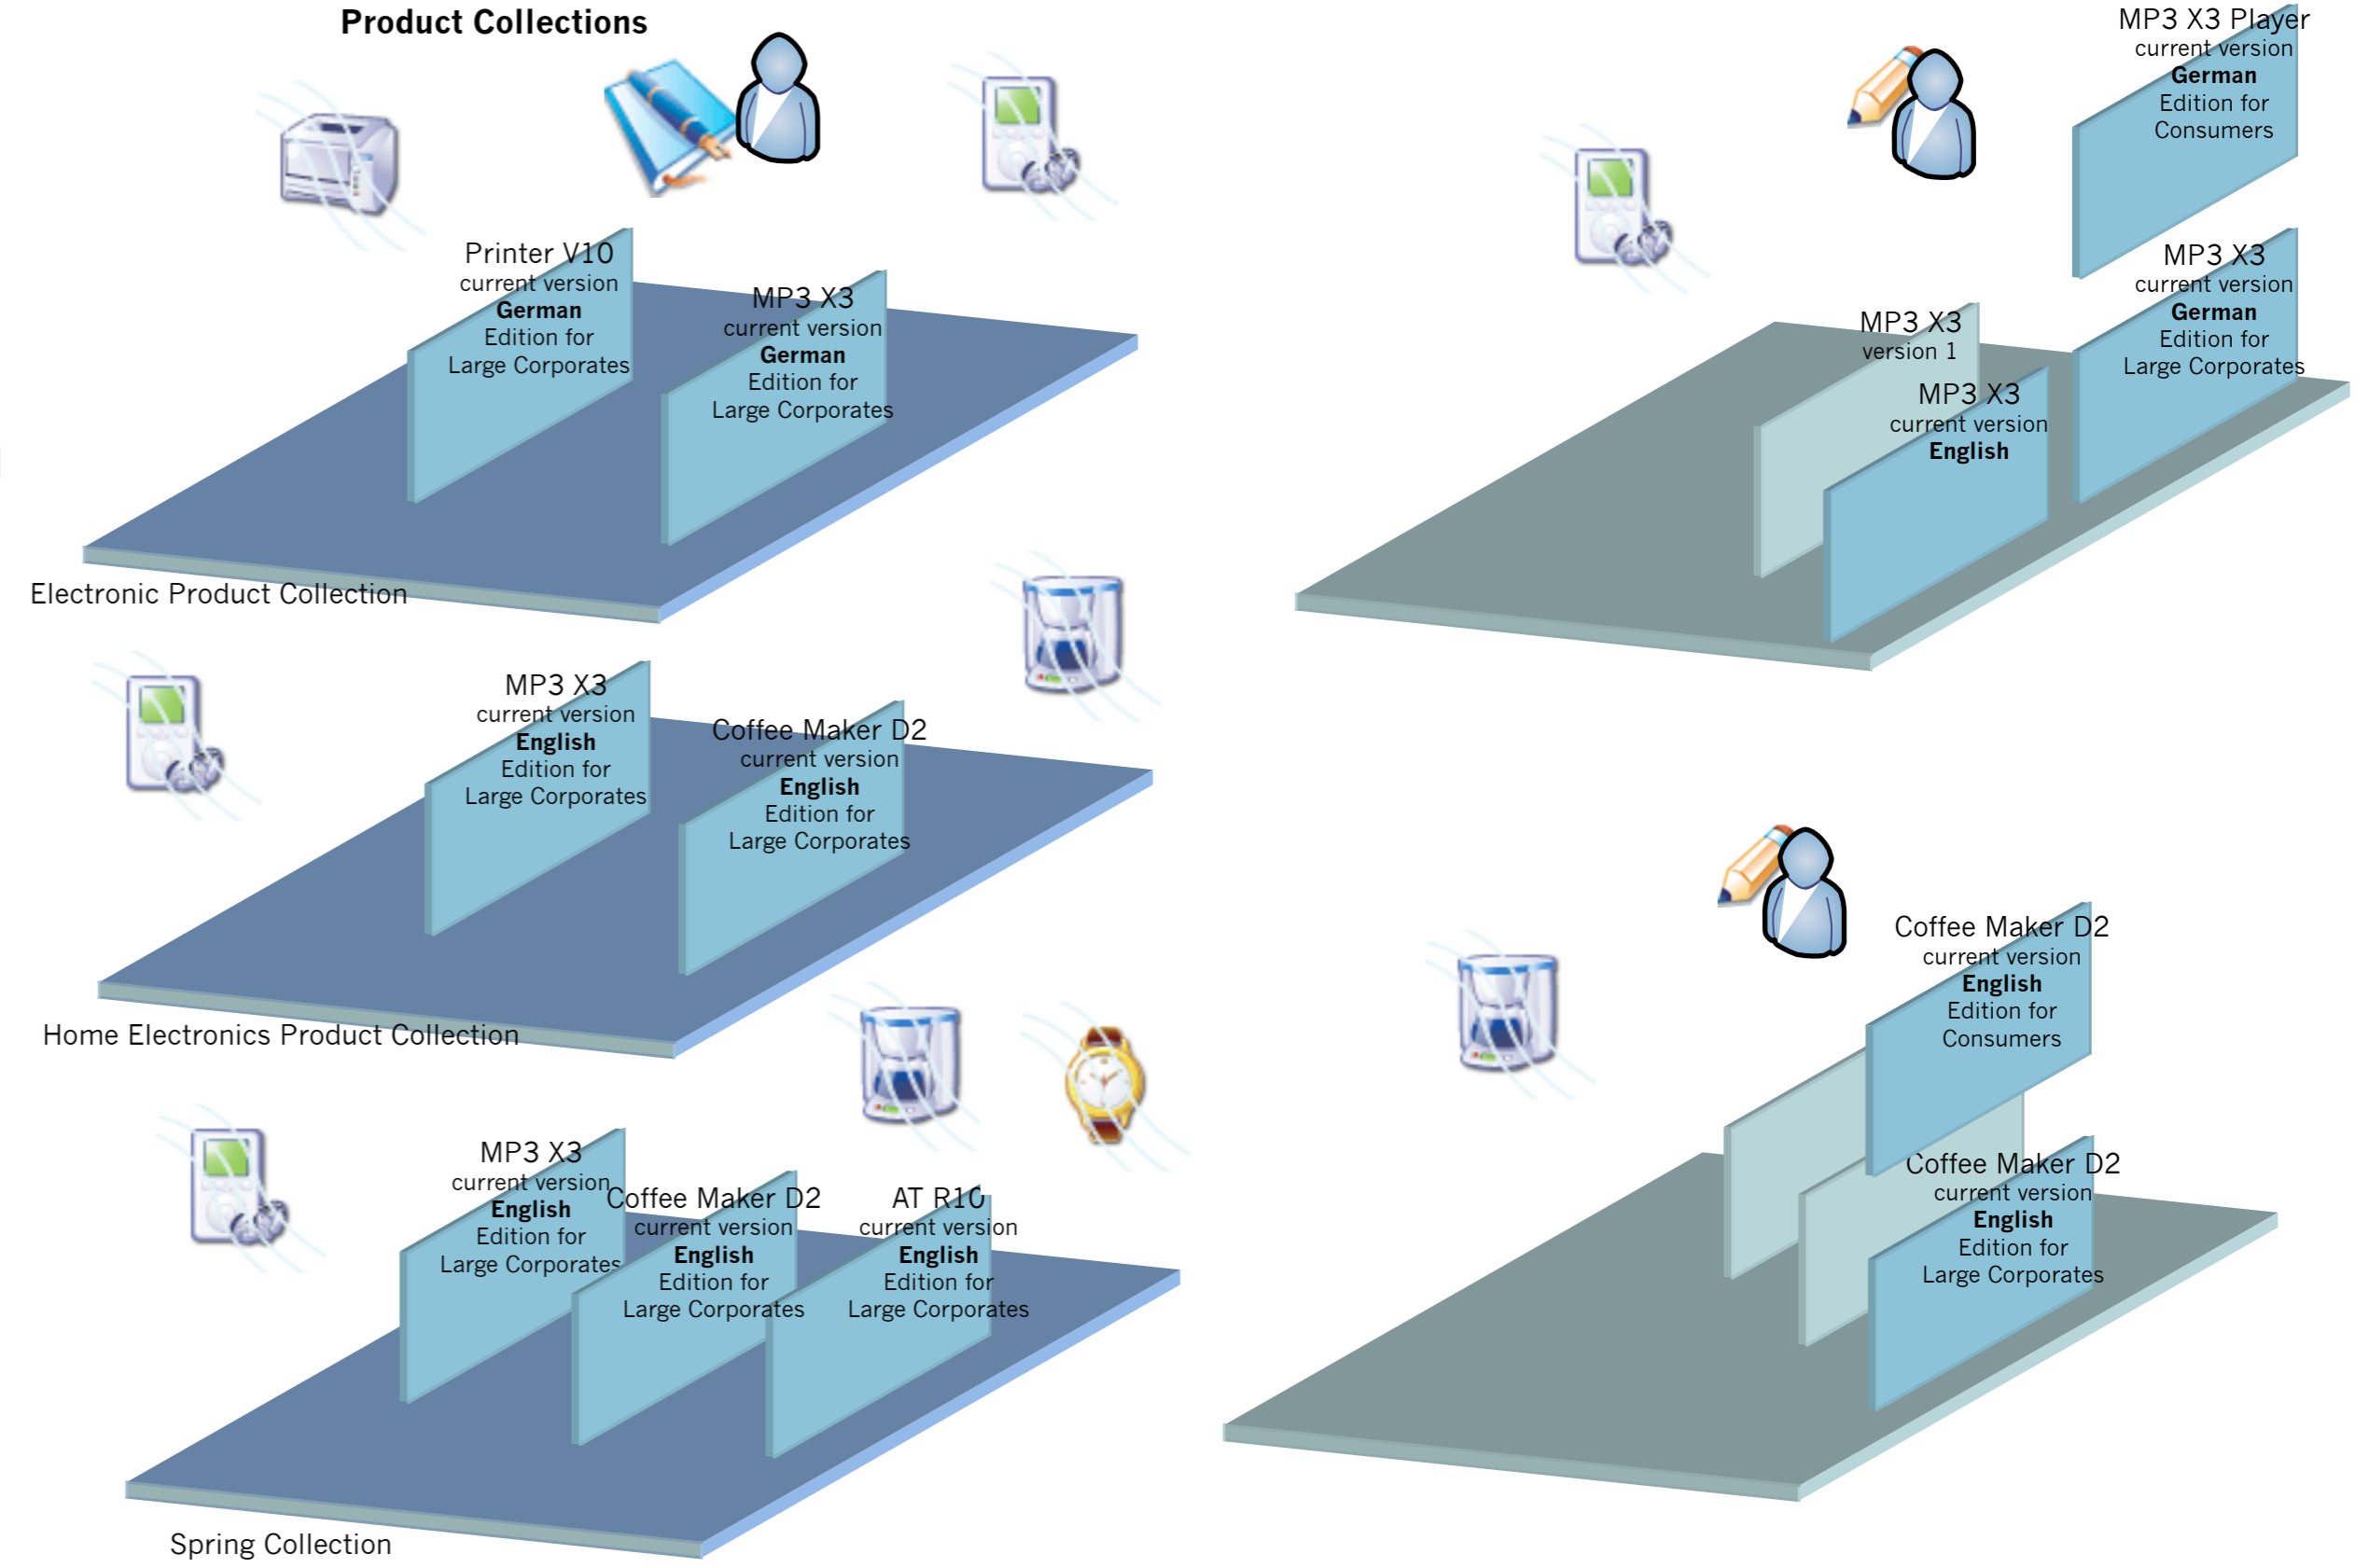 Product Collections
Printer V10
current version
German
Edition for
Large Corporates
MP3 X3
current version
German
Edition for
Large Corporates
Electronic Product Collection
MP3 X3
current version
English
Edition for
Large Corporates
Coffee Maker D2
current version
English
Edition for
Large Corporates
Home Electronics Product Collection
MP3 X3
current version
English
Edition for
Large Corporates
Coffee Maker D2
current version
English
Edition for
Large Corporates
AT R10
current version
English
Edition for
Large Corporates
Spring Collection
MP3 X3 Player
current version
German
Edition for
Consumers
MP3 X3
current version
German
Edition for
Large Corporates
MP3 X3
version 1
MP3 X3
current version
English
Coffee Maker D2
current version
English
Edition for
Consumers
Coffee Maker D2
current version
English
Edition for
Large Corporates